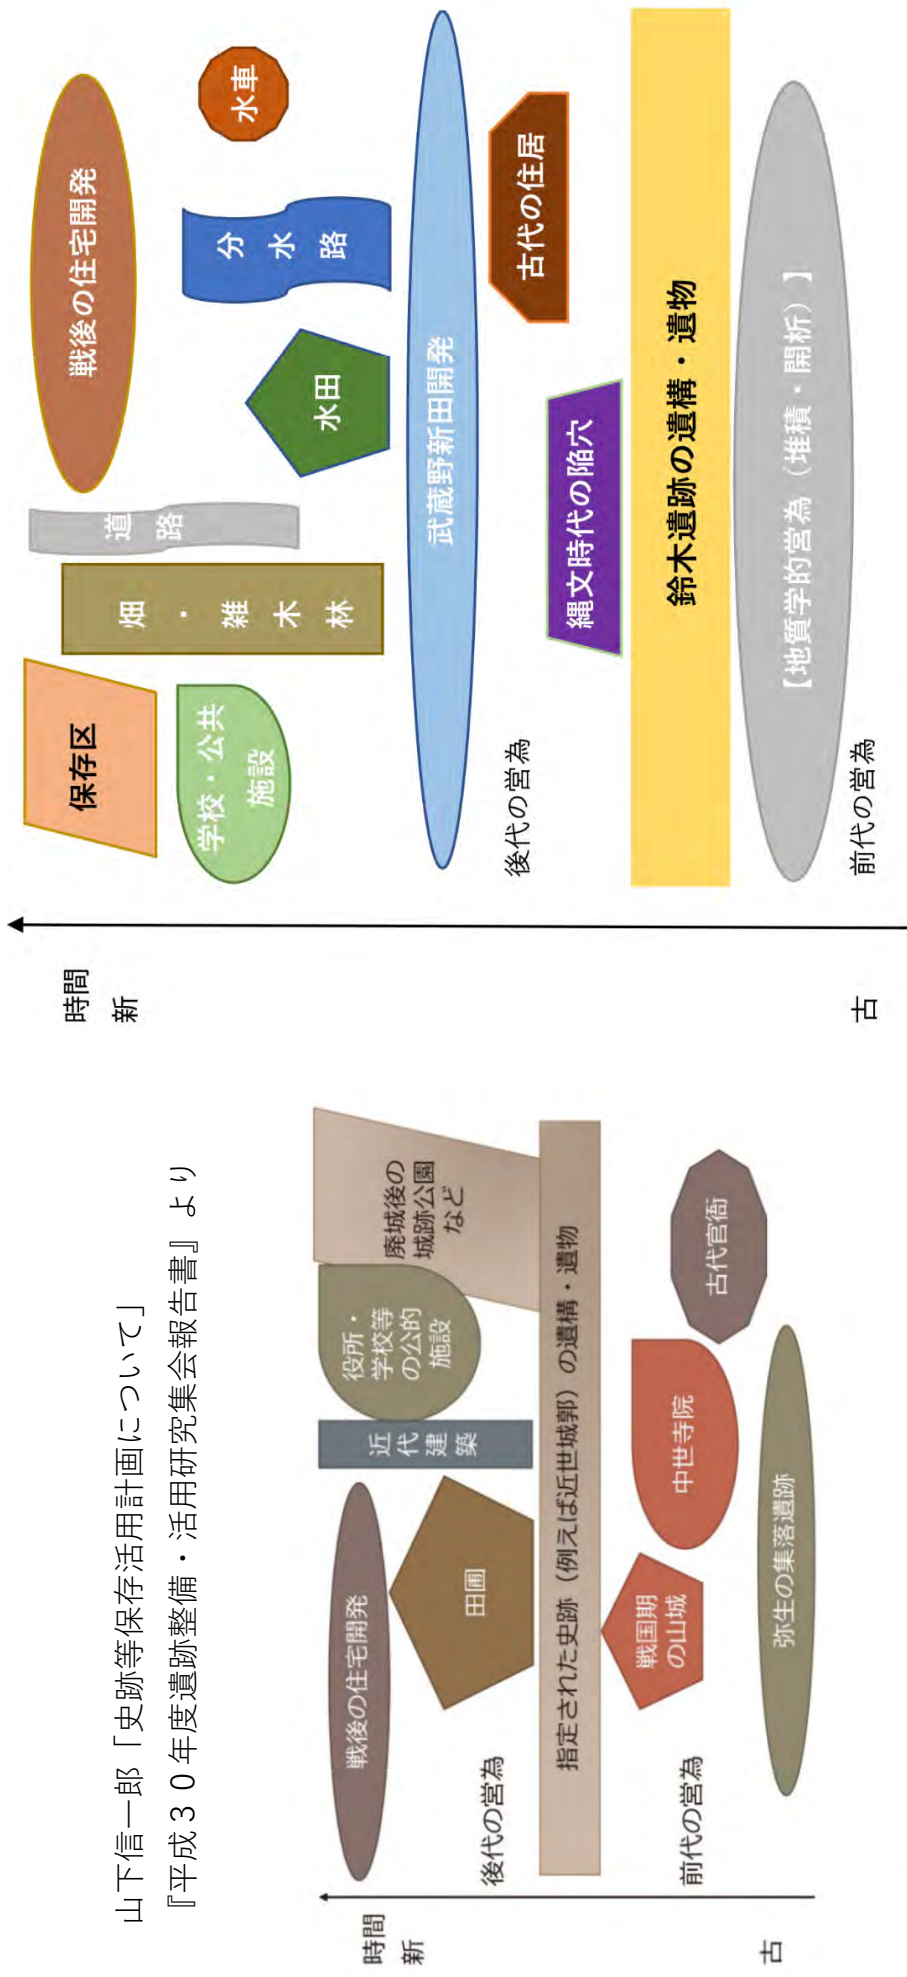 山下信一郎「史跡等保存活用計画について」
『平成３０年度遺跡整備・活用研究集会報告書』より
時間
新
古
戦後の住宅開発
田圃
近代建築
役所・
学校等
の公的
施設
廃城後の
城跡公園
など
後代の営為
指定された史跡（例えば近世城郭）の遺構・遺物
前代の営為
戦国期
の山城
中世寺院
古代官衙
弥生の集落遺跡
時間
新
古
保存区
学校・公共
施設
畑・雑木林
道路
戦後の住宅開発
水田
分水路
水車
武蔵野新田開発
後代の営為
縄文時代の陥穴
古代の住居
鈴木遺跡の遺構・遺物
【地質学的営為（堆積・開析）】
前代の営為